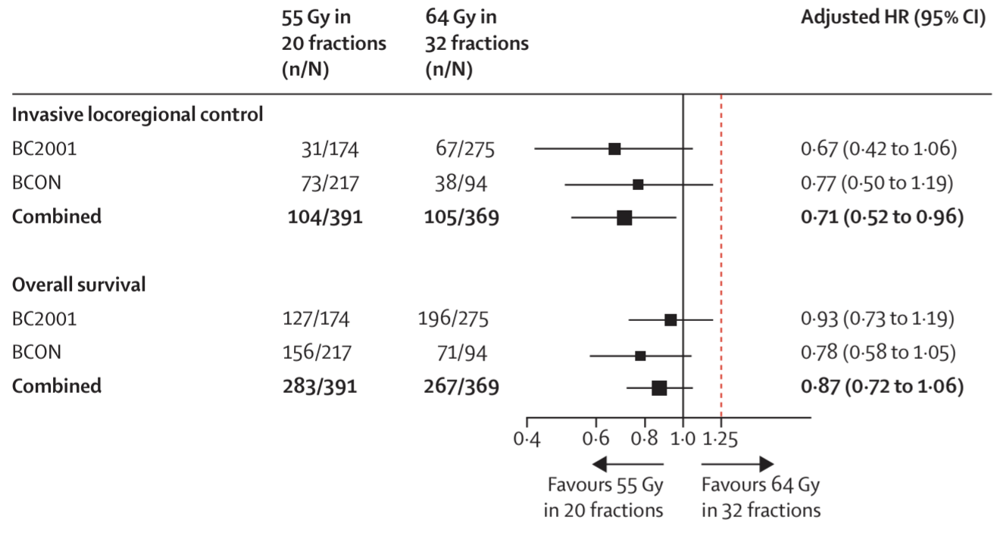 55 Gy in 20 fractions (n/N) 64 Gy in 32 fractions (n/N) Adjusted HR (95% CI)
Invasive locoregional control
BC2001 31/174 67/275 0·67 (0·42 to 1·06)
BCON 73/217 38/94 0·77 (0·50 to 1·19)
Combined 104/391 105/369 0·71 (0·52 to 0·96)
Overall survival
BC2001 127/174 196/275 0·93 (0·73 to 1·19)
BCON 156/217 71/94 0·78 (0·58 to 1·05)
Combined 283/391 267/369 0·87 (0·72 to 1·06)
0·4 0·6 0·8 1·0 1·25
Favours 55 Gy
in 20 fractions
Favours 64 Gy
in 32 fractions